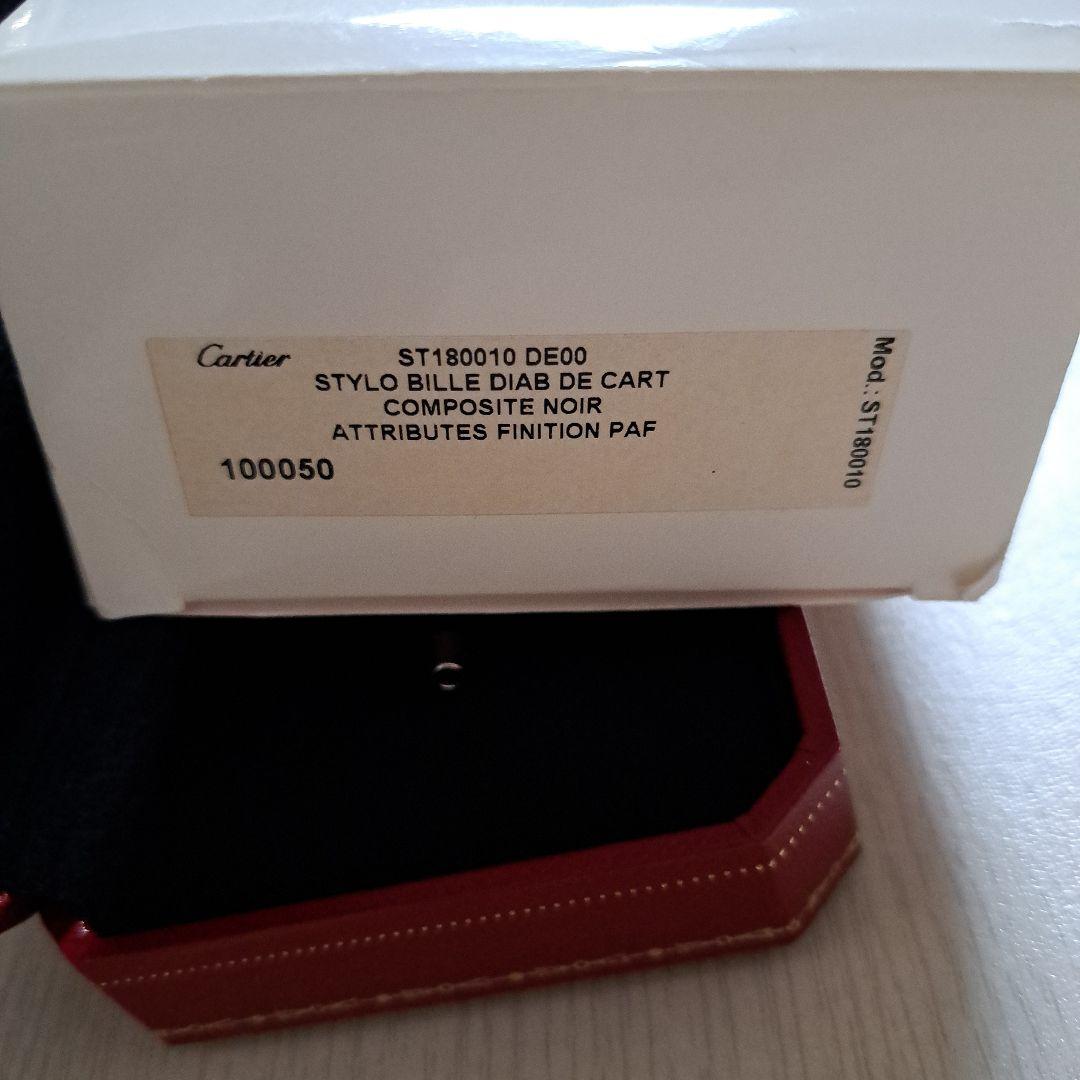 Cartier
ST180010 DE00
STYLO BILLE DIAB DE CART
COMPOSITE NOIR
ATTRIBUTES FINITION PAF
100050
Mod.: ST180010